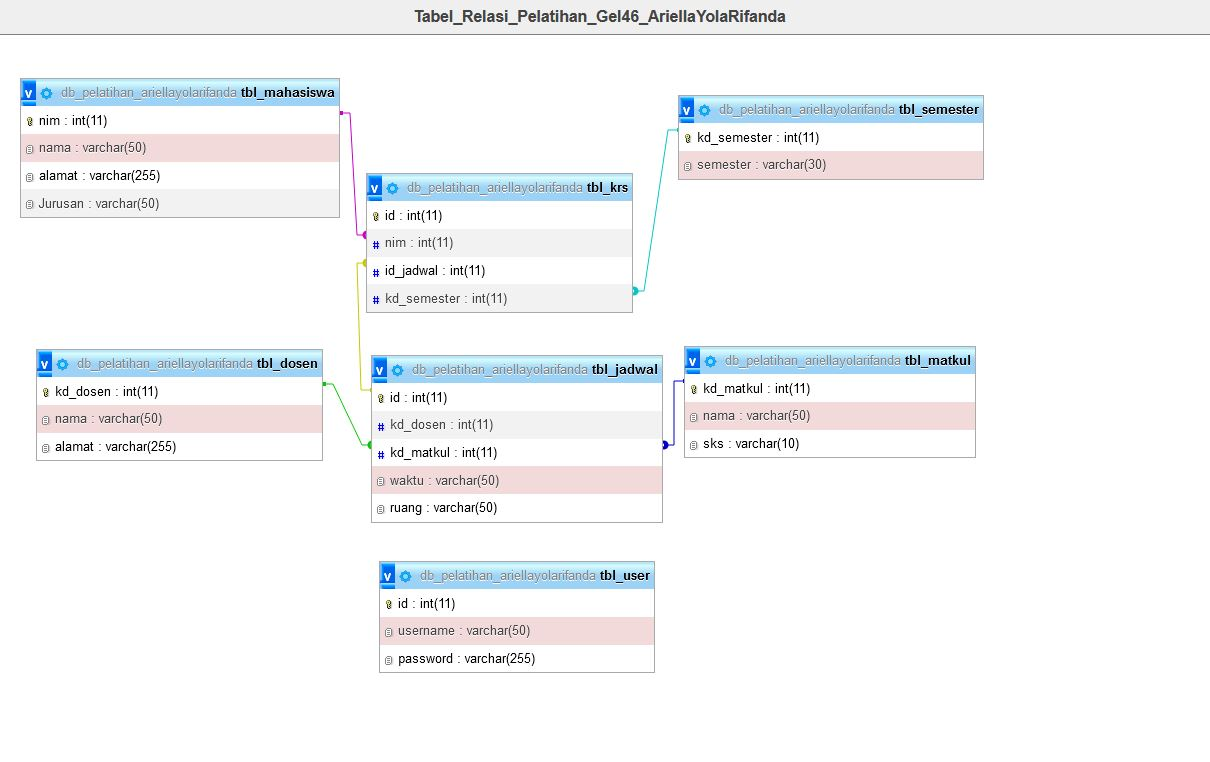 Tabel_Relasi_Pelatihan_Gel46_AriellaYolaRifanda
v db_pelatihan_ariellayolarifanda tbl_mahasiswa
nim : int(11)
nama : varchar(50)
alamat : varchar(255)
Jurusan : varchar(50)
v db_pelatihan_ariellayolarifanda tbl_semester
kd_semester : int(11)
semester : varchar(30)
v db_pelatihan_ariellayolarifanda tbl_krs
id : int(11)
# nim : int(11)
# id_jadwal : int(11)
# kd_semester : int(11)
v db_pelatihan_ariellayolarifanda tbl_dosen
kd_dosen : int(11)
nama : varchar(50)
alamat : varchar(255)
v db_pelatihan_ariellayolarifanda tbl_jadwal
id : int(11)
# kd_dosen : int(11)
# kd_matkul : int(11)
waktu : varchar(50)
ruang : varchar(50)
v db_pelatihan_ariellayolarifanda tbl_matkul
kd_matkul : int(11)
nama : varchar(50)
sks : varchar(10)
v db_pelatihan_ariellayolarifanda tbl_user
id : int(11)
username : varchar(50)
password : varchar(255)